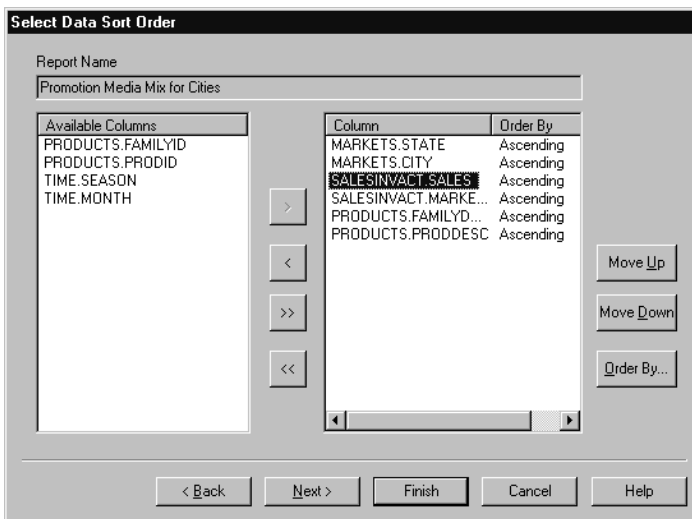 Select Data Sort Order
Report Name
Promotion Media Mix for Cities
Available Columns
PRODUCTS.FAMILYID
PRODUCTS.PRODID
TIME.SEASON
TIME.MONTH
>
<
>>
<<
Column Order By
MARKETS.STATE Ascending
MARKETS.CITY Ascending
SALESINVACT.SALES Ascending
SALESINVACT.MARKE... Ascending
PRODUCTS.FAMILYD... Ascending
PRODUCTS.PRODDESC Ascending
Move Up
Move Down
Order By...
< Back Next > Finish Cancel Help